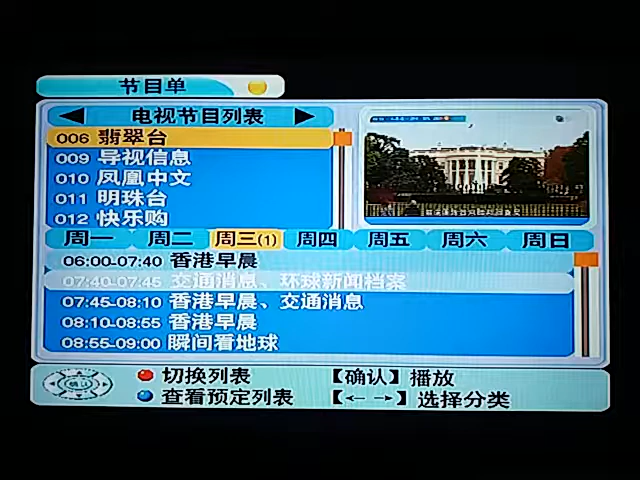 节目单
电视节目列表
006 翡翠台
009 导视信息
010 凤凰中文
011 明珠台
012 快乐购
周一 周二 周三(1) 周四 周五 周六 周日
06:00-07:40 香港早晨
07:40-07:45 交通消息、环球新闻档案
07:45-08:10 香港早晨、交通消息
08:10-08:55 香港早晨
08:55-09:00 瞬间看地球
确认
切换列表 【确认】播放
查看预定列表 【←→】选择分类